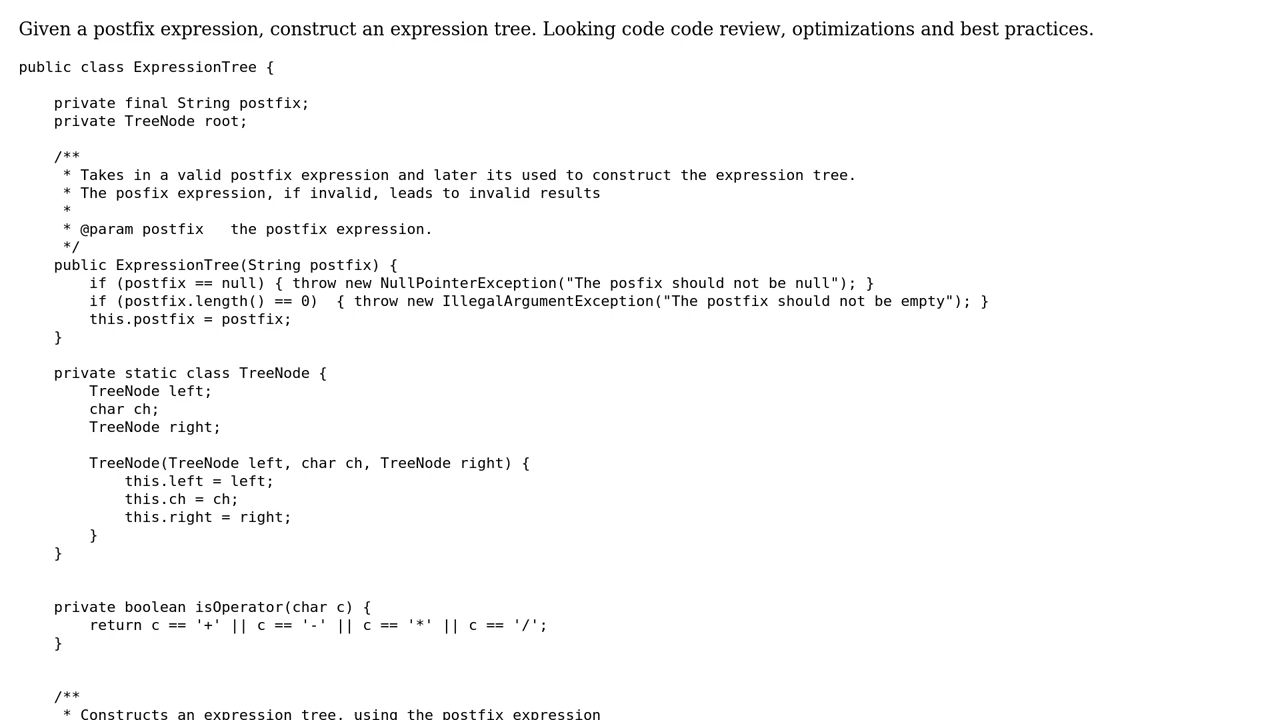 Given a postfix expression, construct an expression tree. Looking code code review, optimizations and best practices.
public class ExpressionTree {
    private final String postfix;
    private TreeNode root;
    /**
     * Takes in a valid postfix expression and later its used to construct the expression tree.
     * The posfix expression, if invalid, leads to invalid results
     *
     * @param postfix   the postfix expression.
     */
    public ExpressionTree(String postfix) {
        if (postfix == null) { throw new NullPointerException("The posfix should not be null"); }
        if (postfix.length() == 0)  { throw new IllegalArgumentException("The postfix should not be empty"); }
        this.postfix = postfix;
    }
    private static class TreeNode {
        TreeNode left;
        char ch;
        TreeNode right;
        TreeNode(TreeNode left, char ch, TreeNode right) {
            this.left = left;
            this.ch = ch;
            this.right = right;
        }
    }
    private boolean isOperator(char c) {
        return c == '+' || c == '-' || c == '*' || c == '/';
    }
    /**
     * Constructs an expression tree, using the postfix expression